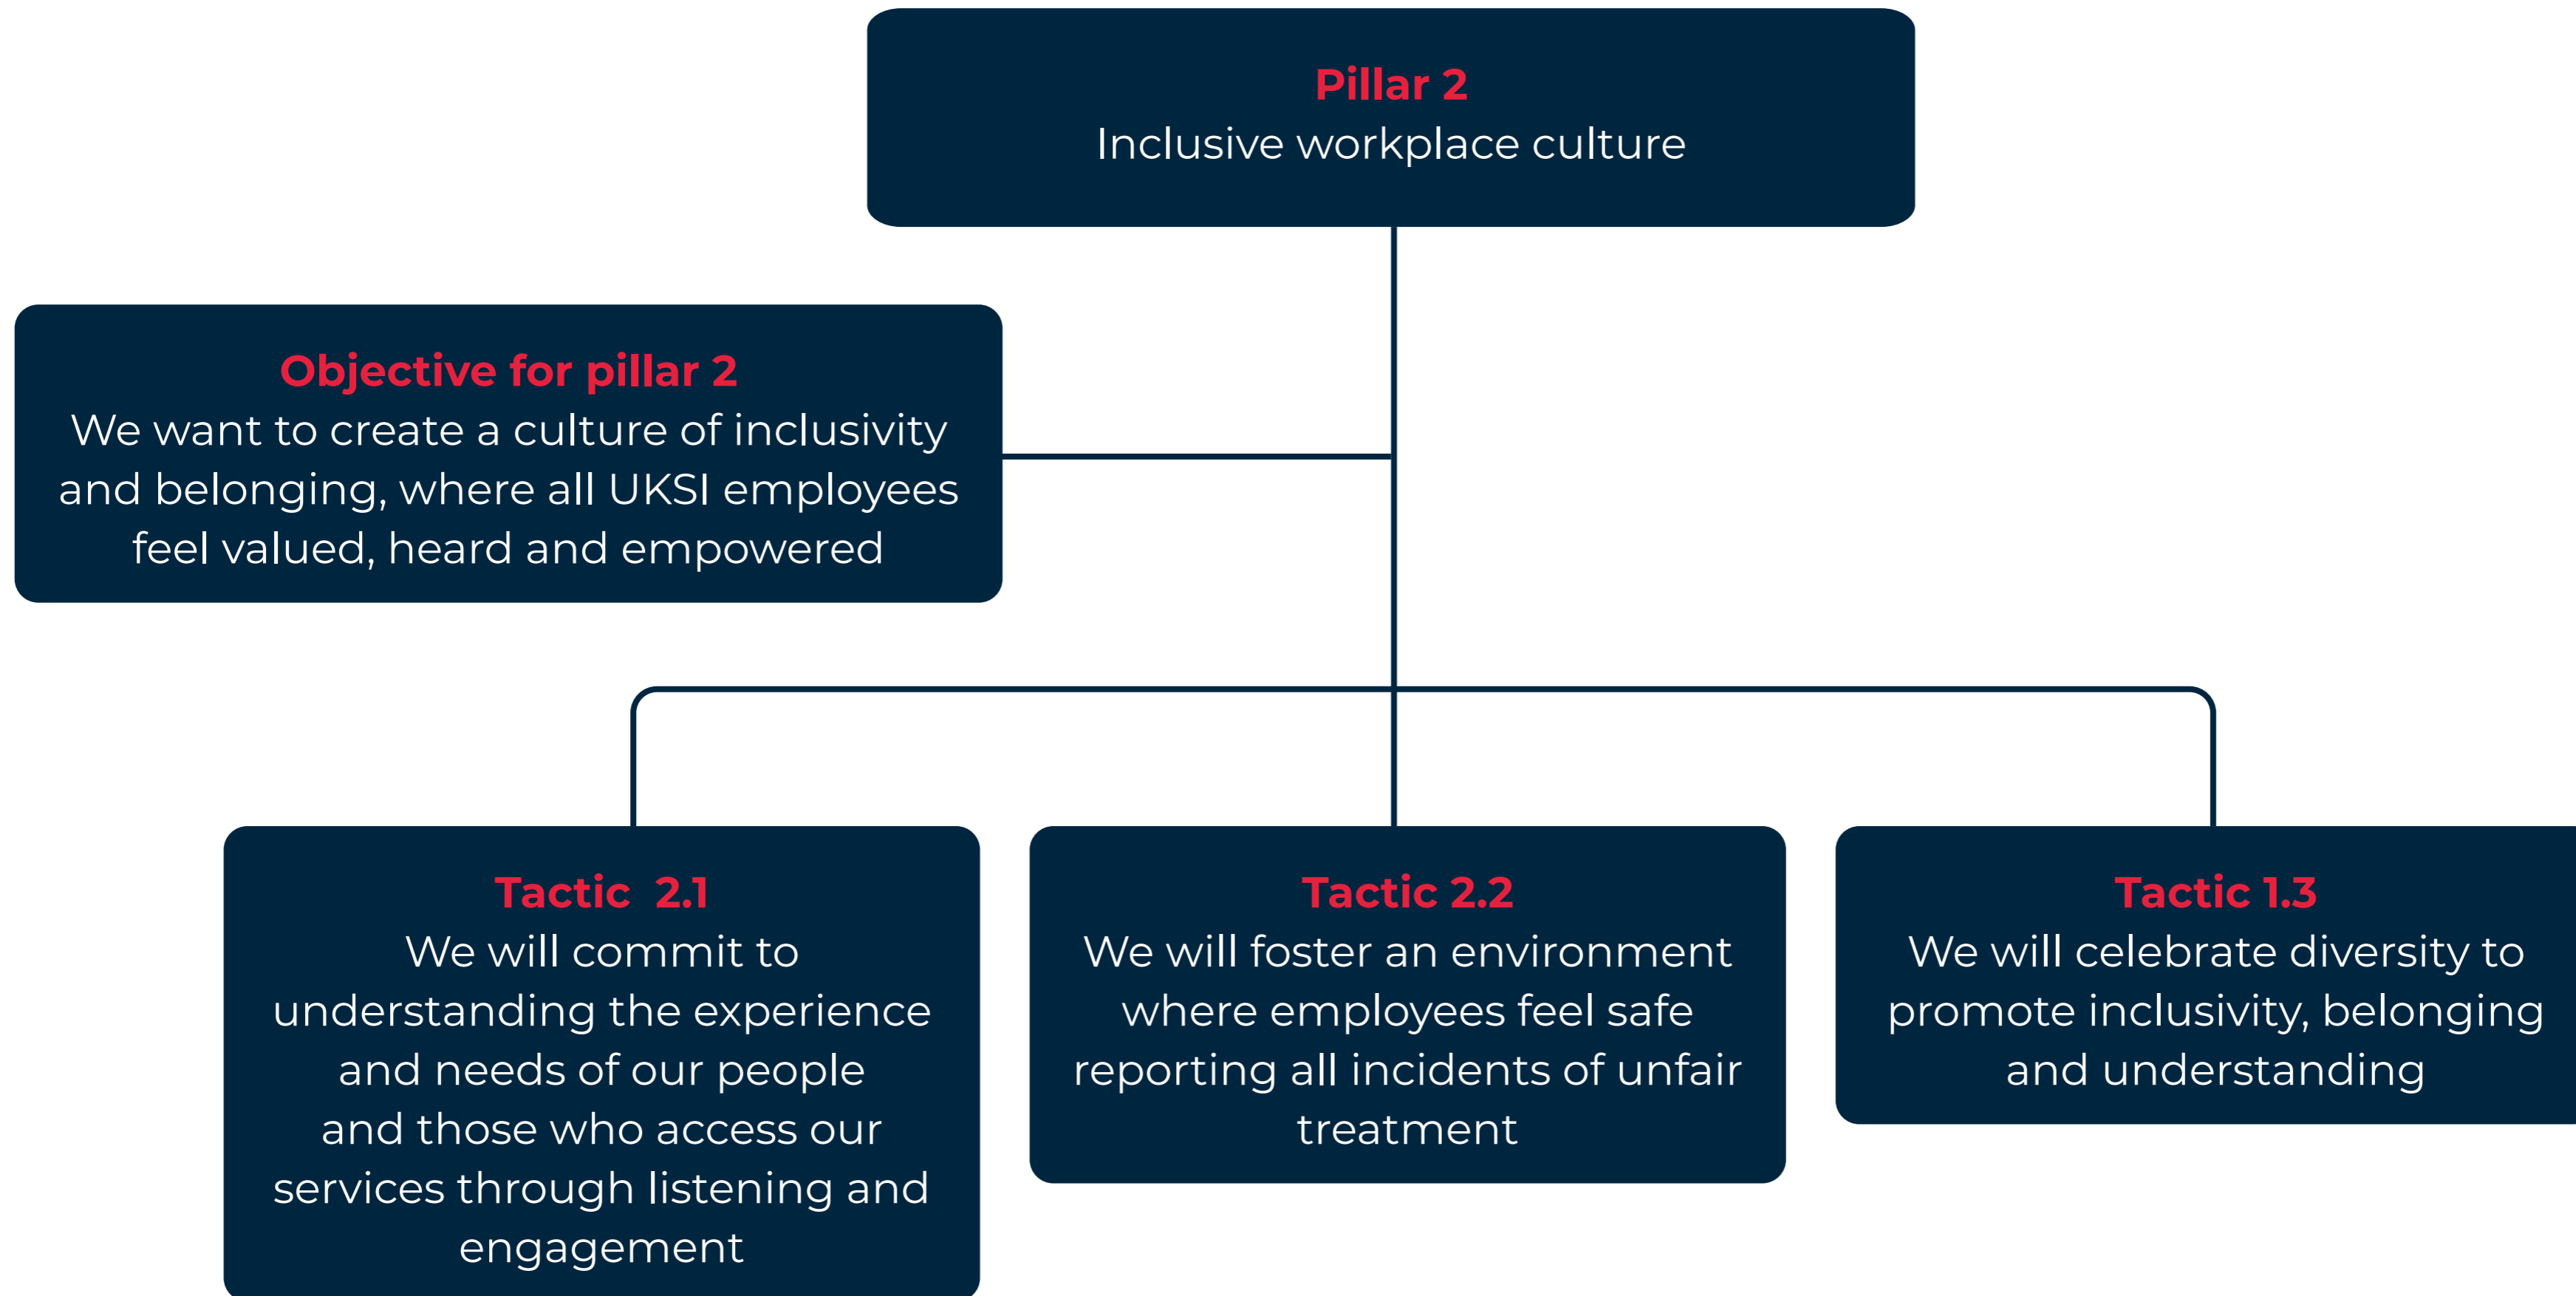 Pillar 2
Inclusive workplace culture
Objective for pillar 2
We want to create a culture of inclusivity
and belonging, where all UKSI employees
feel valued, heard and empowered
Tactic 2.1
We will commit to
understanding the experience
and needs of our people
and those who access our
services through listening and
engagement
Tactic 2.2
We will foster an environment
where employees feel safe
reporting all incidents of unfair
treatment
Tactic 1.3
We will celebrate diversity to
promote inclusivity, belonging
and understanding